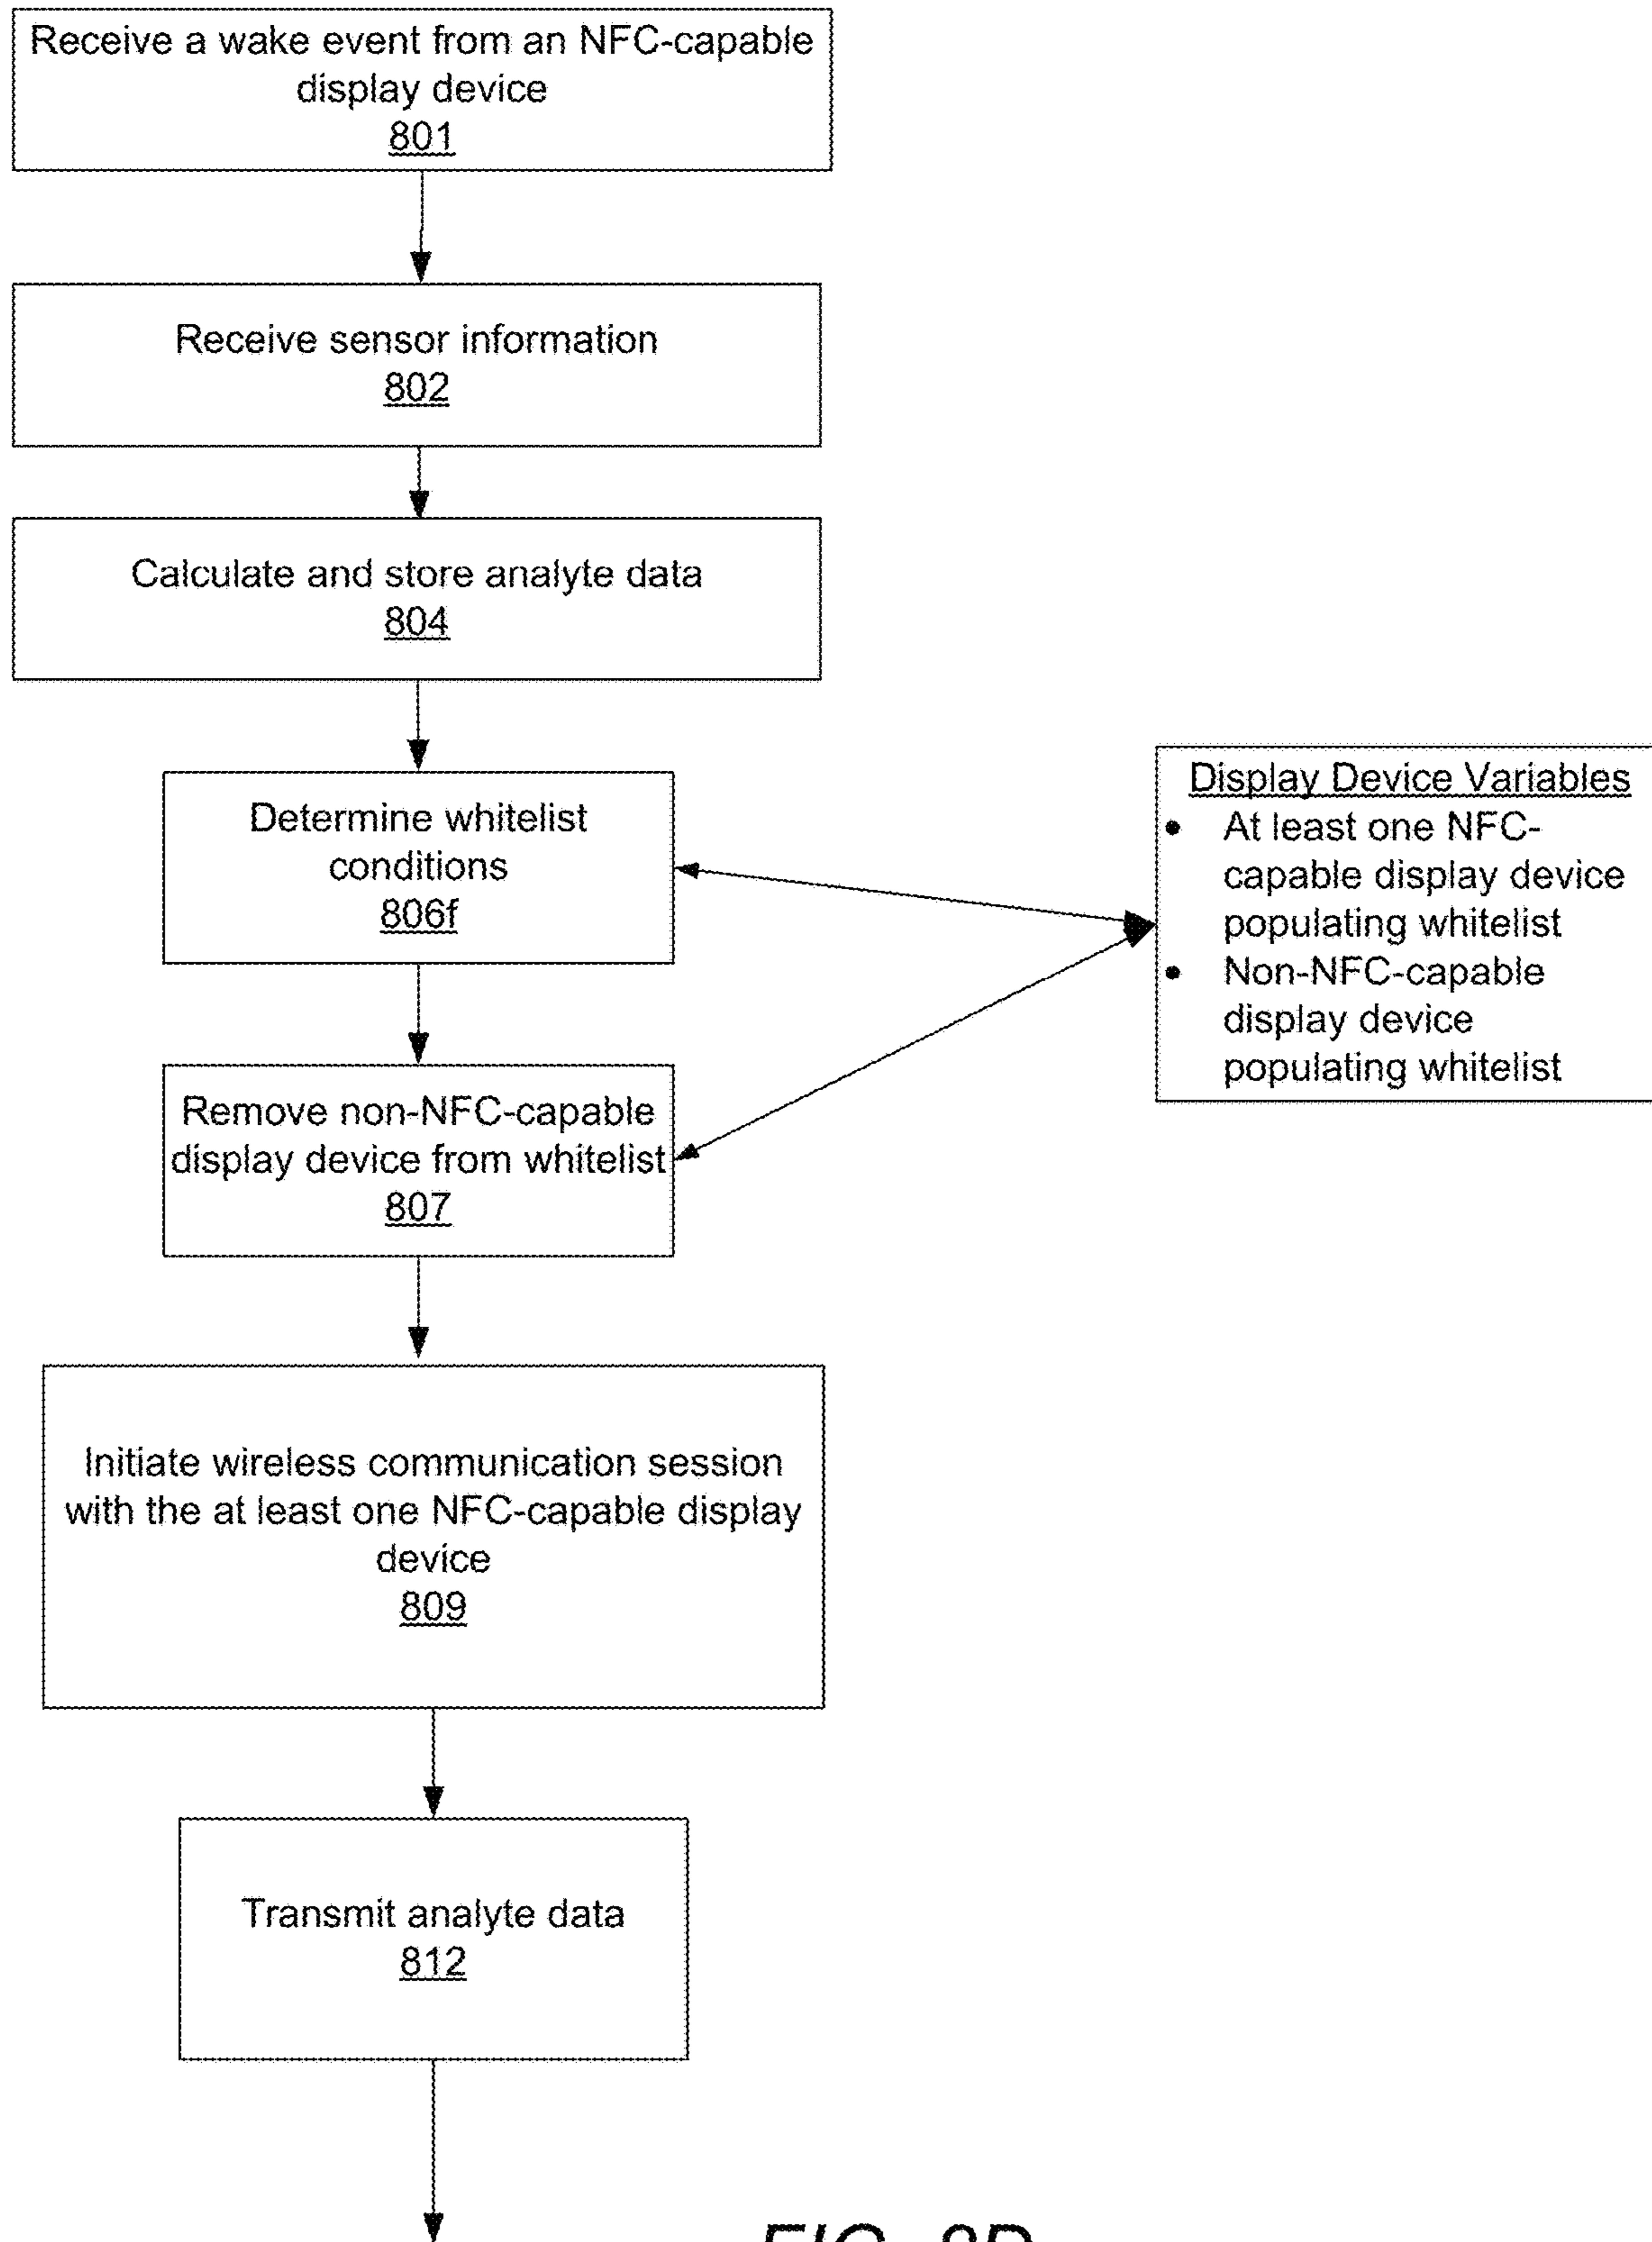 Receive a wake event from an NFC-capable
display device
801
Receive sensor information
802
Calculate and store analyte data
804
Determine whitelist
conditions
806f
Display Device Variables
• At least one NFC-
capable display device
populating whitelist
• Non-NFC-capable
display device
populating whitelist
Remove non-NFC-capable
display device from whitelist
807
Initiate wireless communication session
with the at least one NFC-capable display
device
809
Transmit analyte data
812